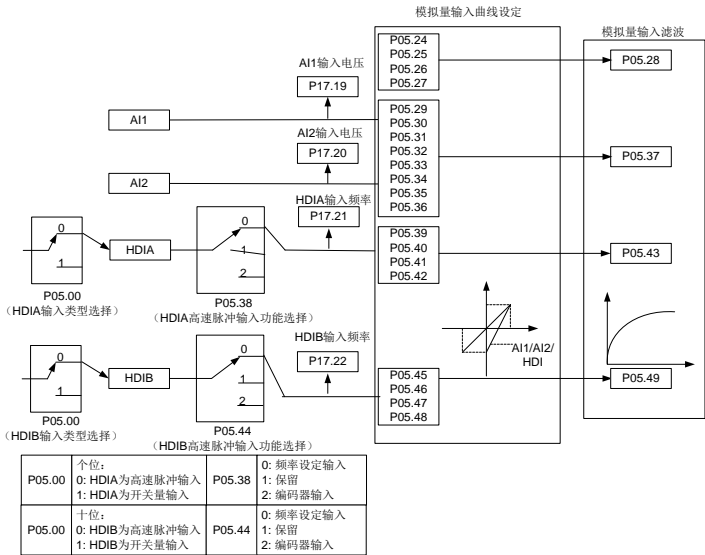 模拟量输入曲线设定
模拟量输入滤波
P05.24
P05.25
P05.26
P05.27
P05.28
AI1输入电压
P17.19
AI1
P05.29
P05.30
P05.31
P05.32
P05.33
P05.34
P05.35
P05.36
P05.37
AI2输入电压
P17.20
AI2
HDIA输入频率
P17.21
0
1
HDIA
0
1
2
P05.39
P05.40
P05.41
P05.42
P05.43
P05.00
(HDIA输入类型选择)
P05.38
(HDIA高速脉冲输入功能选择)
AI1/AI2/
HDI
HDIB输入频率
P17.22
0
1
HDIB
0
1
2
P05.45
P05.46
P05.47
P05.48
P05.49
P05.00
(HDIB输入类型选择)
P05.44
(HDIB高速脉冲输入功能选择)
P05.00
个位:
0: HDIA为高速脉冲输入
1: HDIA为开关量输入
P05.38
0: 频率设定输入
1: 保留
2: 编码器输入
P05.00
十位:
0: HDIB为高速脉冲输入
1: HDIB为开关量输入
P05.44
0: 频率设定输入
1: 保留
2: 编码器输入